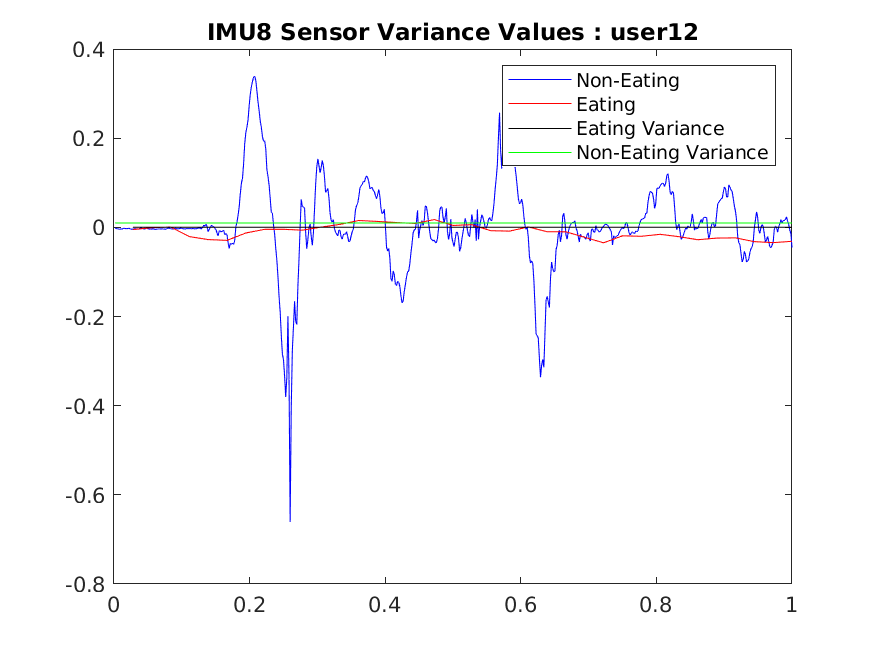 IMU8 Sensor Variance Values : user12
0.4
Non-Eating
Eating
Eating Variance
Non-Eating Variance
0.2
0
-0.2
-0.4
-0.6
-0.8
0 0.2 0.4 0.6 0.8 1